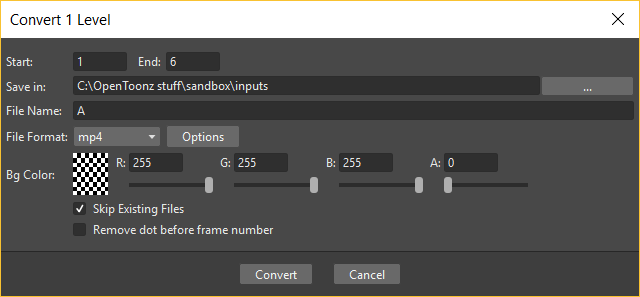 Convert 1 Level
Start: 1 End: 6
Save in: C:\OpenToonz stuff\sandbox\inputs ...
File Name: A
File Format: mp4 Options
Bg Color: R: 255 G: 255 B: 255 A: 0
Skip Existing Files
Remove dot before frame number
Convert Cancel